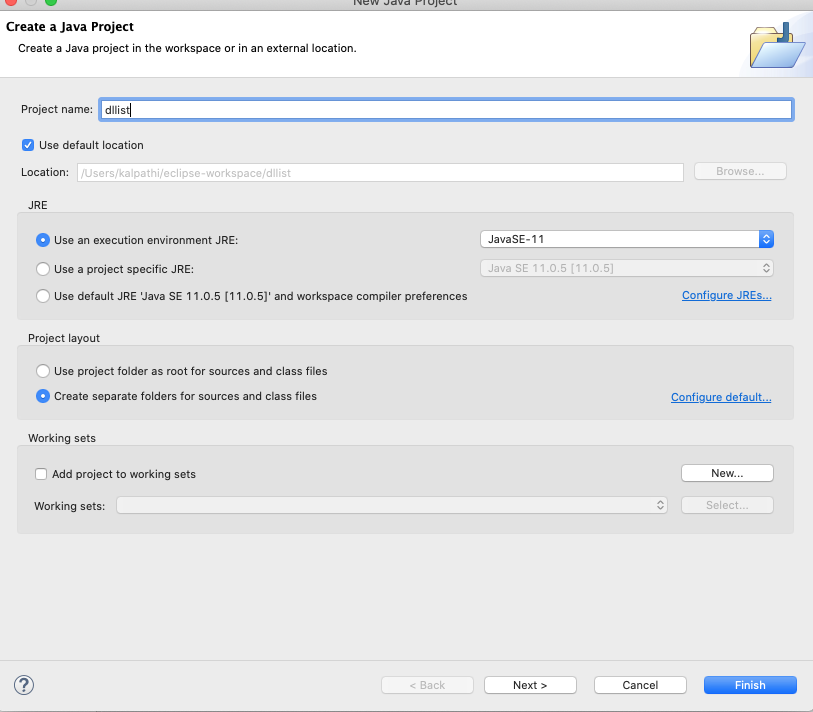 New Java Project
Create a Java Project
Create a Java project in the workspace or in an external location.
Project name: dllist
Use default location
Location: /Users/kalpathi/eclipse-workspace/dllist Browse...
JRE
Use an execution environment JRE: JavaSE-11
Use a project specific JRE: Java SE 11.0.5 [11.0.5]
Use default JRE 'Java SE 11.0.5 [11.0.5]' and workspace compiler preferences Configure JREs...
Project layout
Use project folder as root for sources and class files
Create separate folders for sources and class files Configure default...
Working sets
Add project to working sets New...
Working sets: Select...
? < Back Next > Cancel Finish